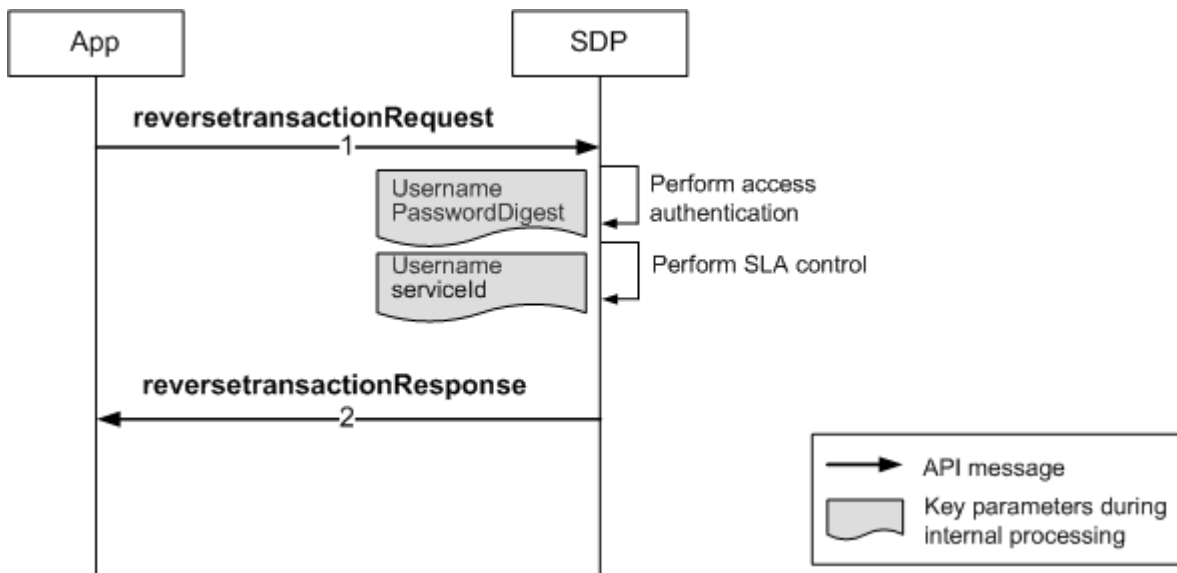 App
SDP
reversetransactionRequest
1
Username
PasswordDigest
Perform access
authentication
Username
serviceId
Perform SLA control
reversetransactionResponse
2
API message
Key parameters during
internal processing